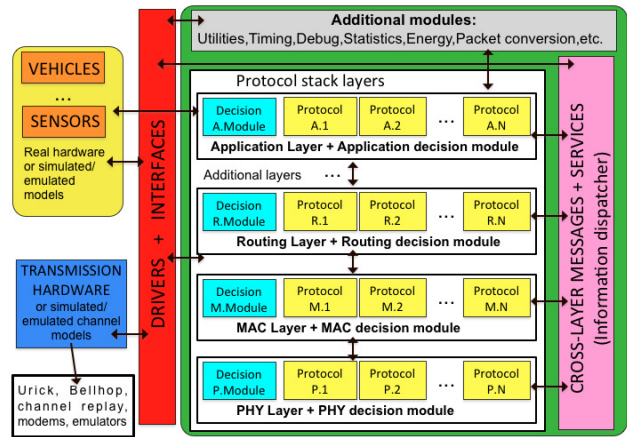 Additional modules:
Utilities,Timing,Debug,Statistics,Energy,Packet conversion,etc.
VEHICLES
...
SENSORS
Real hardware
or simulated/
emulated
models
TRANSMISSION
HARDWARE
or simulated/
emulated channel
models
Urick, Bellhop,
channel replay,
modems, emulators
DRIVERS + INTERFACES
Protocol stack layers
Decision
A.Module
Protocol
A.1
Protocol
A.2
...
Protocol
A.N
Application Layer + Application decision module
Additional layers ...
Decision
R.Module
Protocol
R.1
Protocol
R.2
...
Protocol
R.N
Routing Layer + Routing decision module
Decision
M.Module
Protocol
M.1
Protocol
M.2
...
Protocol
M.N
MAC Layer + MAC decision module
Decision
P.Module
Protocol
P.1
Protocol
P.2
...
Protocol
P.N
PHY Layer + PHY decision module
CROSS-LAYER MESSAGES + SERVICES
(Information dispatcher)